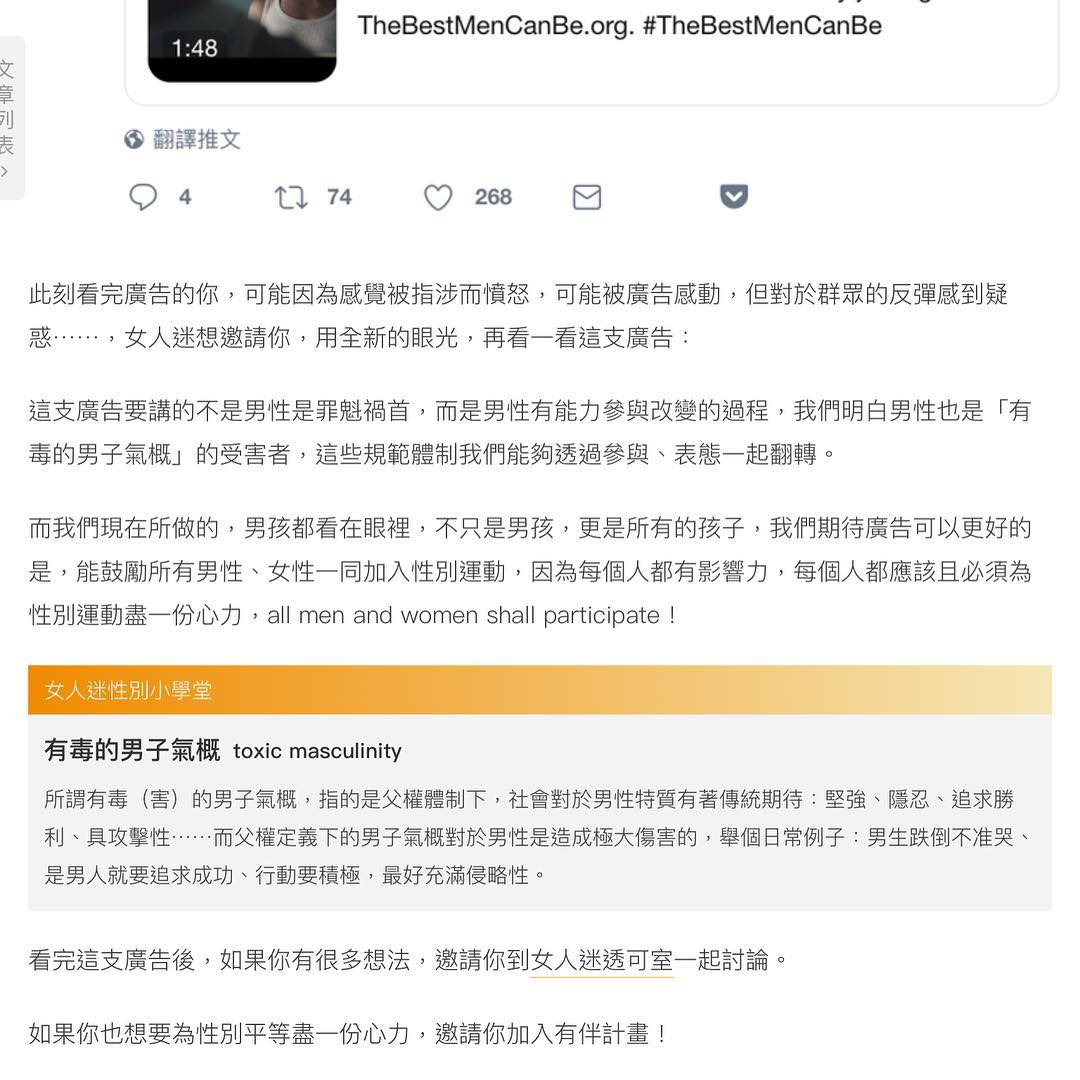 1:48
TheBestMenCanBe.org. #TheBestMenCanBe
文
章
列
表
翻譯推文
4 74 268
此刻看完廣告的你，可能因為感覺被指涉而憤怒，可能被廣告感動，但對於群眾的反彈感到疑
惑⋯⋯，女人迷想邀請你，用全新的眼光，再看一看這支廣告：
這支廣告要講的不是男性是罪魁禍首，而是男性有能力參與改變的過程，我們明白男性也是「有
毒的男子氣概」的受害者，這些規範體制我們能夠透過參與、表態一起翻轉。
而我們現在所做的，男孩都看在眼裡，不只是男孩，更是所有的孩子，我們期待廣告可以更好的
是，能鼓勵所有男性、女性一同加入性別運動，因為每個人都有影響力，每個人都應該且必須為
性別運動盡一份心力，all men and women shall participate！
女人迷性別小學堂
有毒的男子氣概 toxic masculinity
所謂有毒（害）的男子氣概，指的是父權體制下，社會對於男性特質有著傳統期待：堅強、隱忍、追求勝
利、具攻擊性⋯⋯而父權定義下的男子氣概對於男性是造成極大傷害的，舉個日常例子：男生跌倒不准哭、
是男人就要追求成功、行動要積極，最好充滿侵略性。
看完這支廣告後，如果你有很多想法，邀請你到女人迷透可室一起討論。
如果你也想要為性別平等盡一份心力，邀請你加入有伴計畫！